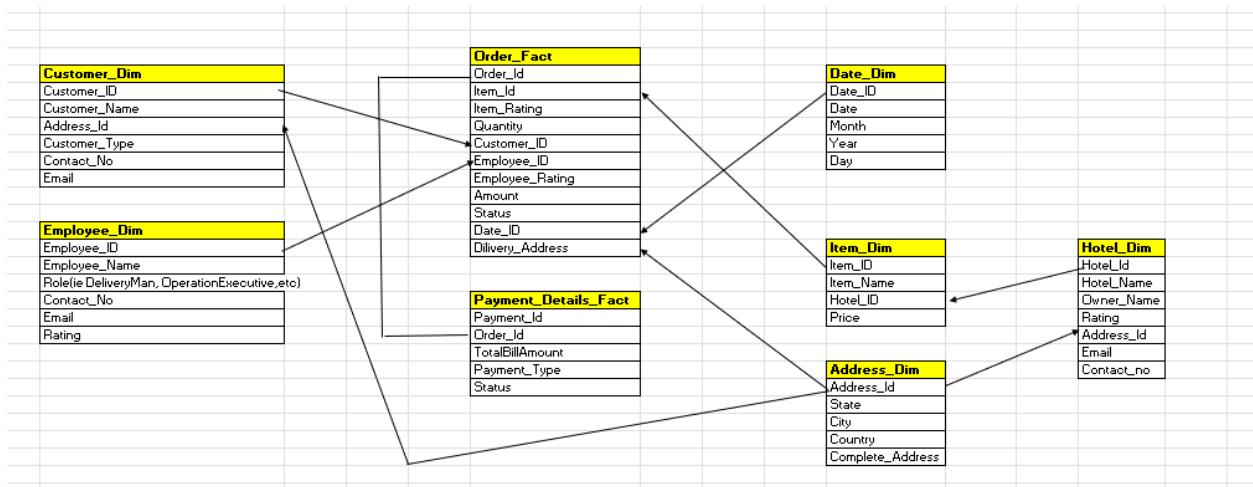 Customer_Dim
Customer_ID
Customer_Name
Address_Id
Customer_Type
Contact_No
Email
Employee_Dim
Employee_ID
Employee_Name
Role(ie DeliveryMan, OperationExecutive,etc)
Contact_No
Email
Rating
Order_Fact
Order_Id
Item_Id
Item_Rating
Quantity
Customer_ID
Employee_ID
Employee_Rating
Amount
Status
Date_ID
Dilivery_Address
Payment_Details_Fact
Payment_Id
Order_Id
TotalBillAmount
Payment_Type
Status
Date_Dim
Date_ID
Date
Month
Year
Day
Item_Dim
Item_ID
Item_Name
Hotel_ID
Price
Address_Dim
Address_Id
State
City
Country
Complete_Address
Hotel_Dim
Hotel_Id
Hotel_Name
Owner_Name
Rating
Address_Id
Email
Contact_no